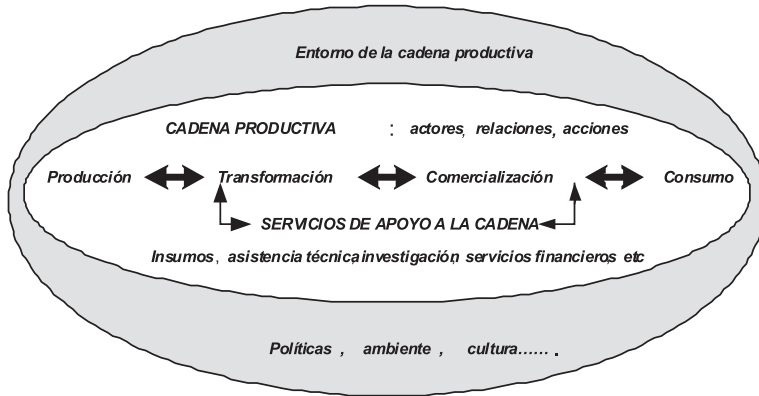 Entorno de la cadena productiva
CADENA PRODUCTIVA : actores, relaciones, acciones
Producción Transformación Comercialización Consumo
SERVICIOS DE APOYO A LA CADENA
Insumos, asistencia técnica, investigación, servicios financieros, etc
Políticas , ambiente , cultura...... .